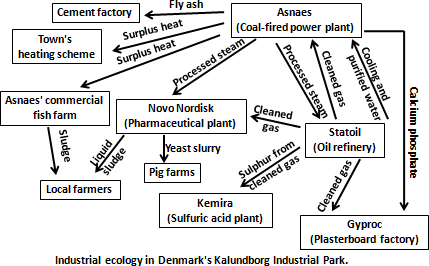 Cement factory
Fly ash
Asnaes
(Coal-fired power plant)
Town's
heating scheme
Surplus heat
Surplus heat
Processed steam
Processed steam
Cleaned gas
Cooling and
purified water
Calcium phosphate
Asnaes' commercial
fish farm
Novo Nordisk
(Pharmaceutical plant)
Cleaned
gas
Statoil
(Oil refinery)
Sludge
Liquid
sludge
Yeast slurry
Sulphur from
cleaned gas
Cleaned gas
Local farmers
Pig farms
Kemira
(Sulfuric acid plant)
Gyproc
(Plasterboard factory)
Industrial ecology in Denmark's Kalundborg Industrial Park.